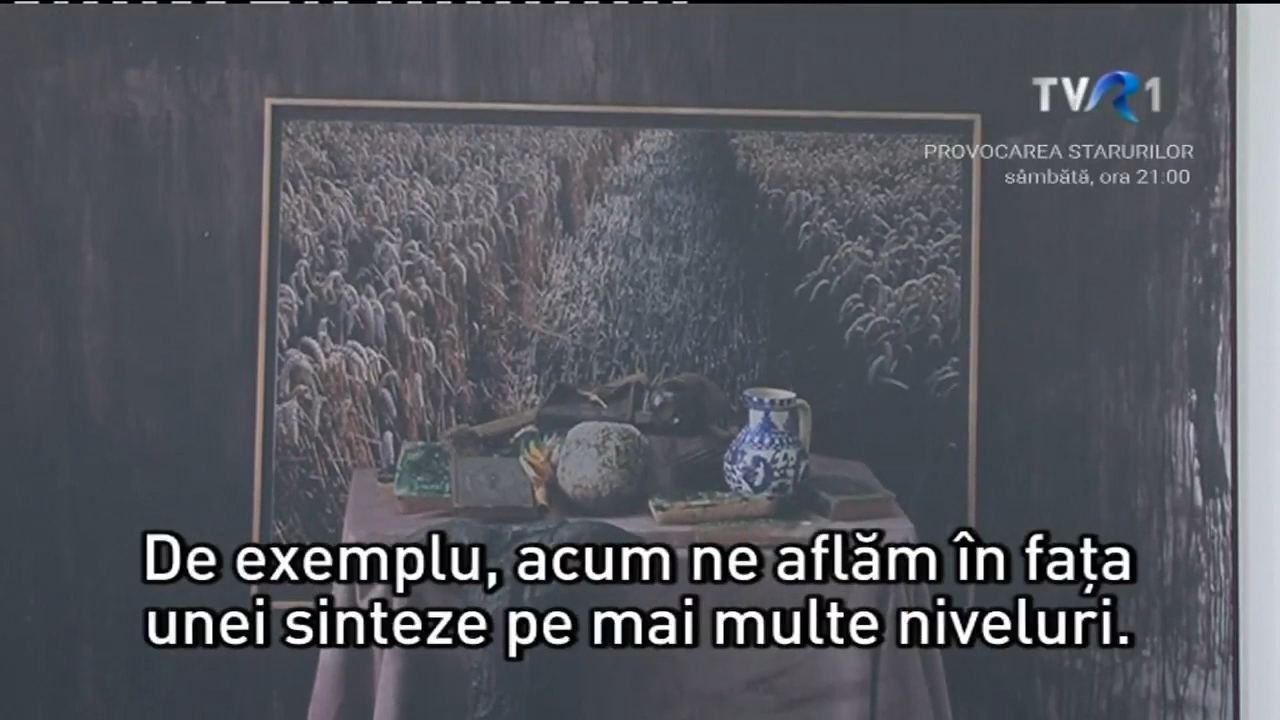 TVR1
PROVOCAREA STARURILOR
sâmbătă, ora 21:00
De exemplu, acum ne aflăm în fața
unei sinteze pe mai multe niveluri.